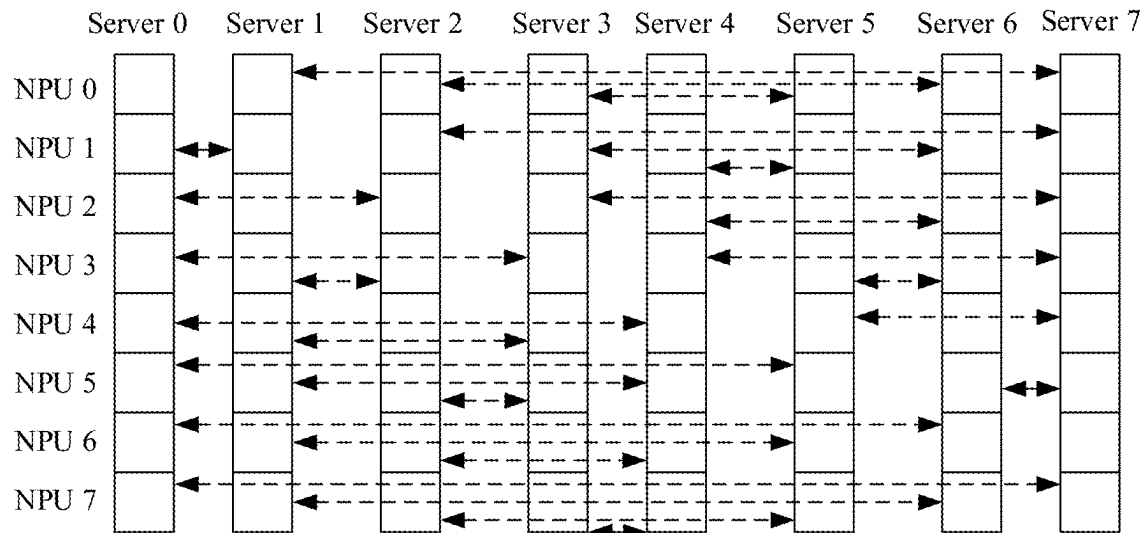 Server 0 Server 1 Server 2 Server 3 Server 4 Server 5 Server 6 Server 7
NPU 0
NPU 1
NPU 2
NPU 3
NPU 4
NPU 5
NPU 6
NPU 7